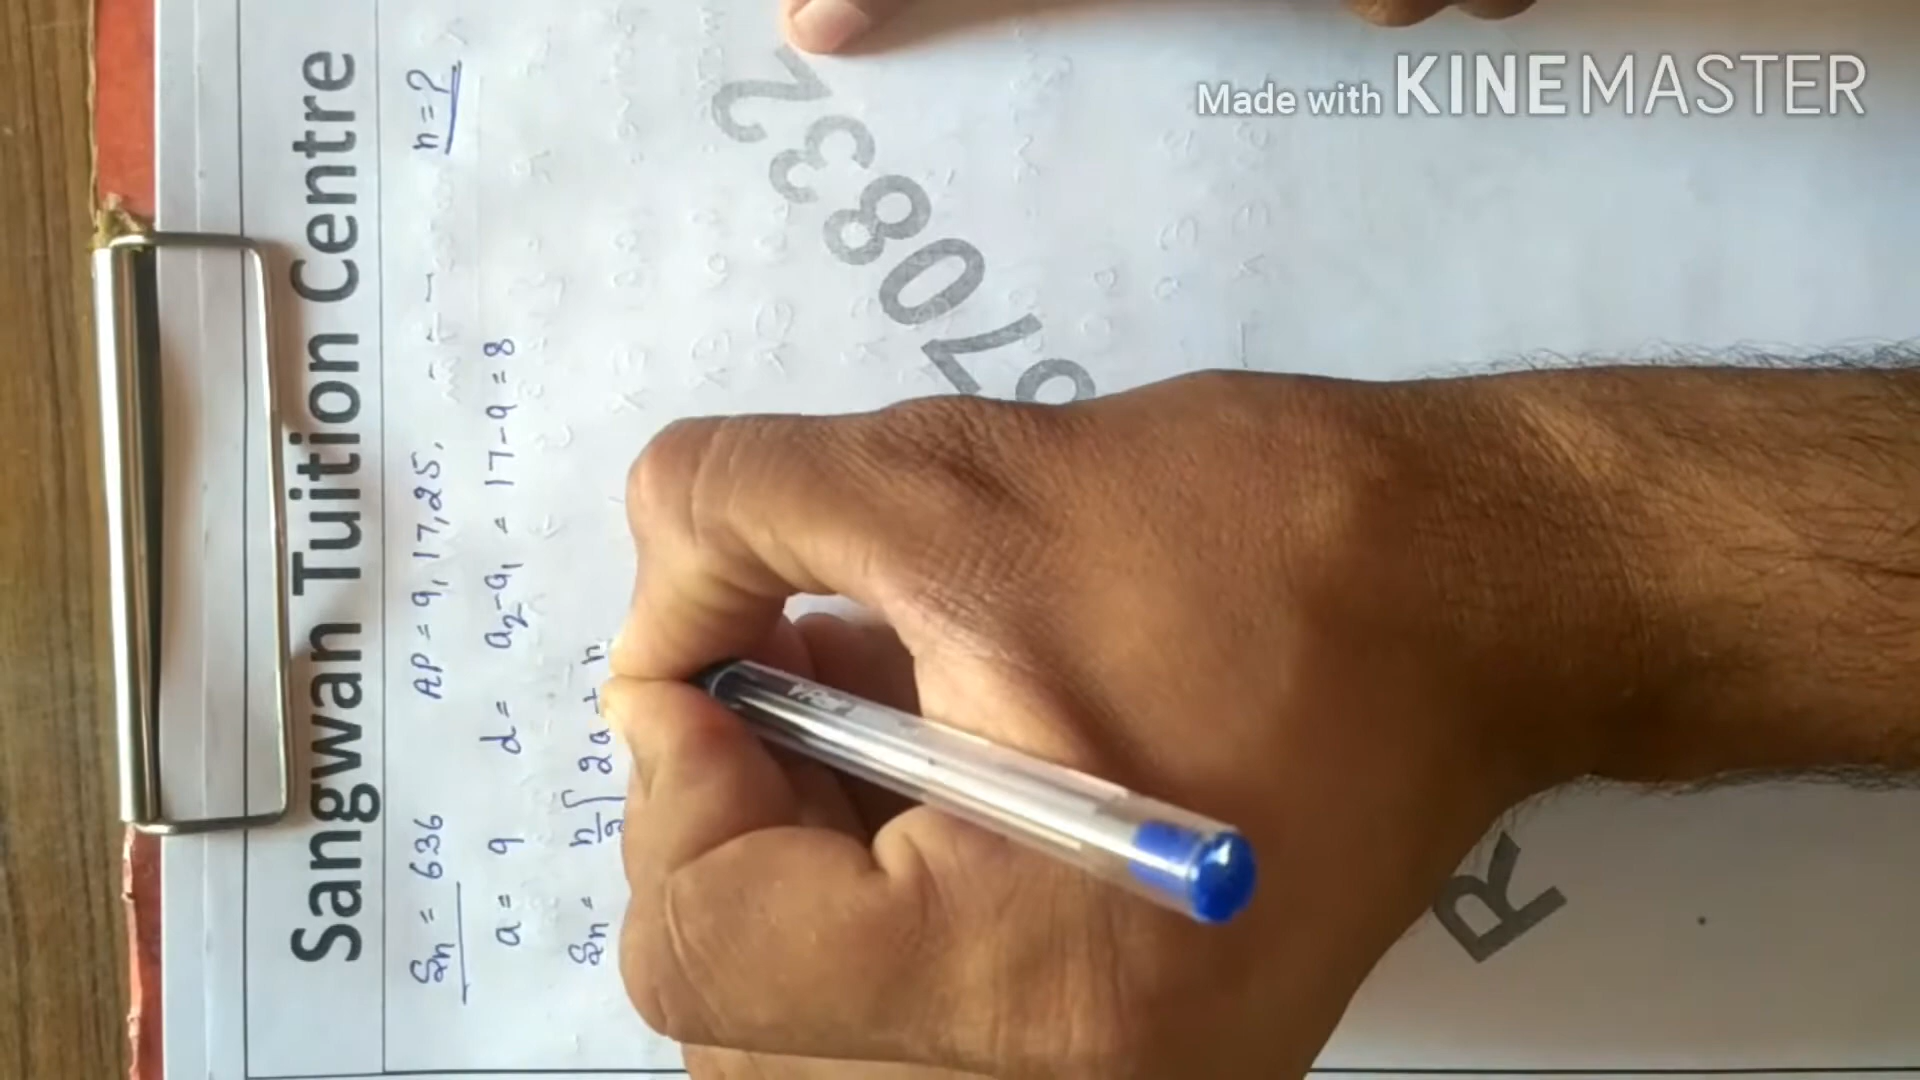 Made with KINEMASTER
Sangwan Tuition Centre
Sn = 636 AP = 9, 17, 25, n = ?
a = 9 d = a2 - a1 = 17 - 9 = 8
Sn = n/2 [ 2a + n
70832
R